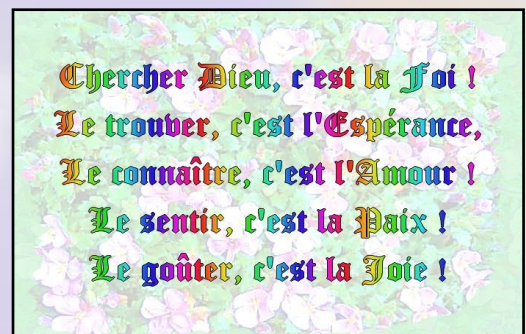 Chercher Dieu, c'est la Foi !
Le trouver, c'est l'Espérance,
Le connaître, c'est l'Amour !
Le sentir, c'est la Paix !
Le goûter, c'est la Joie !